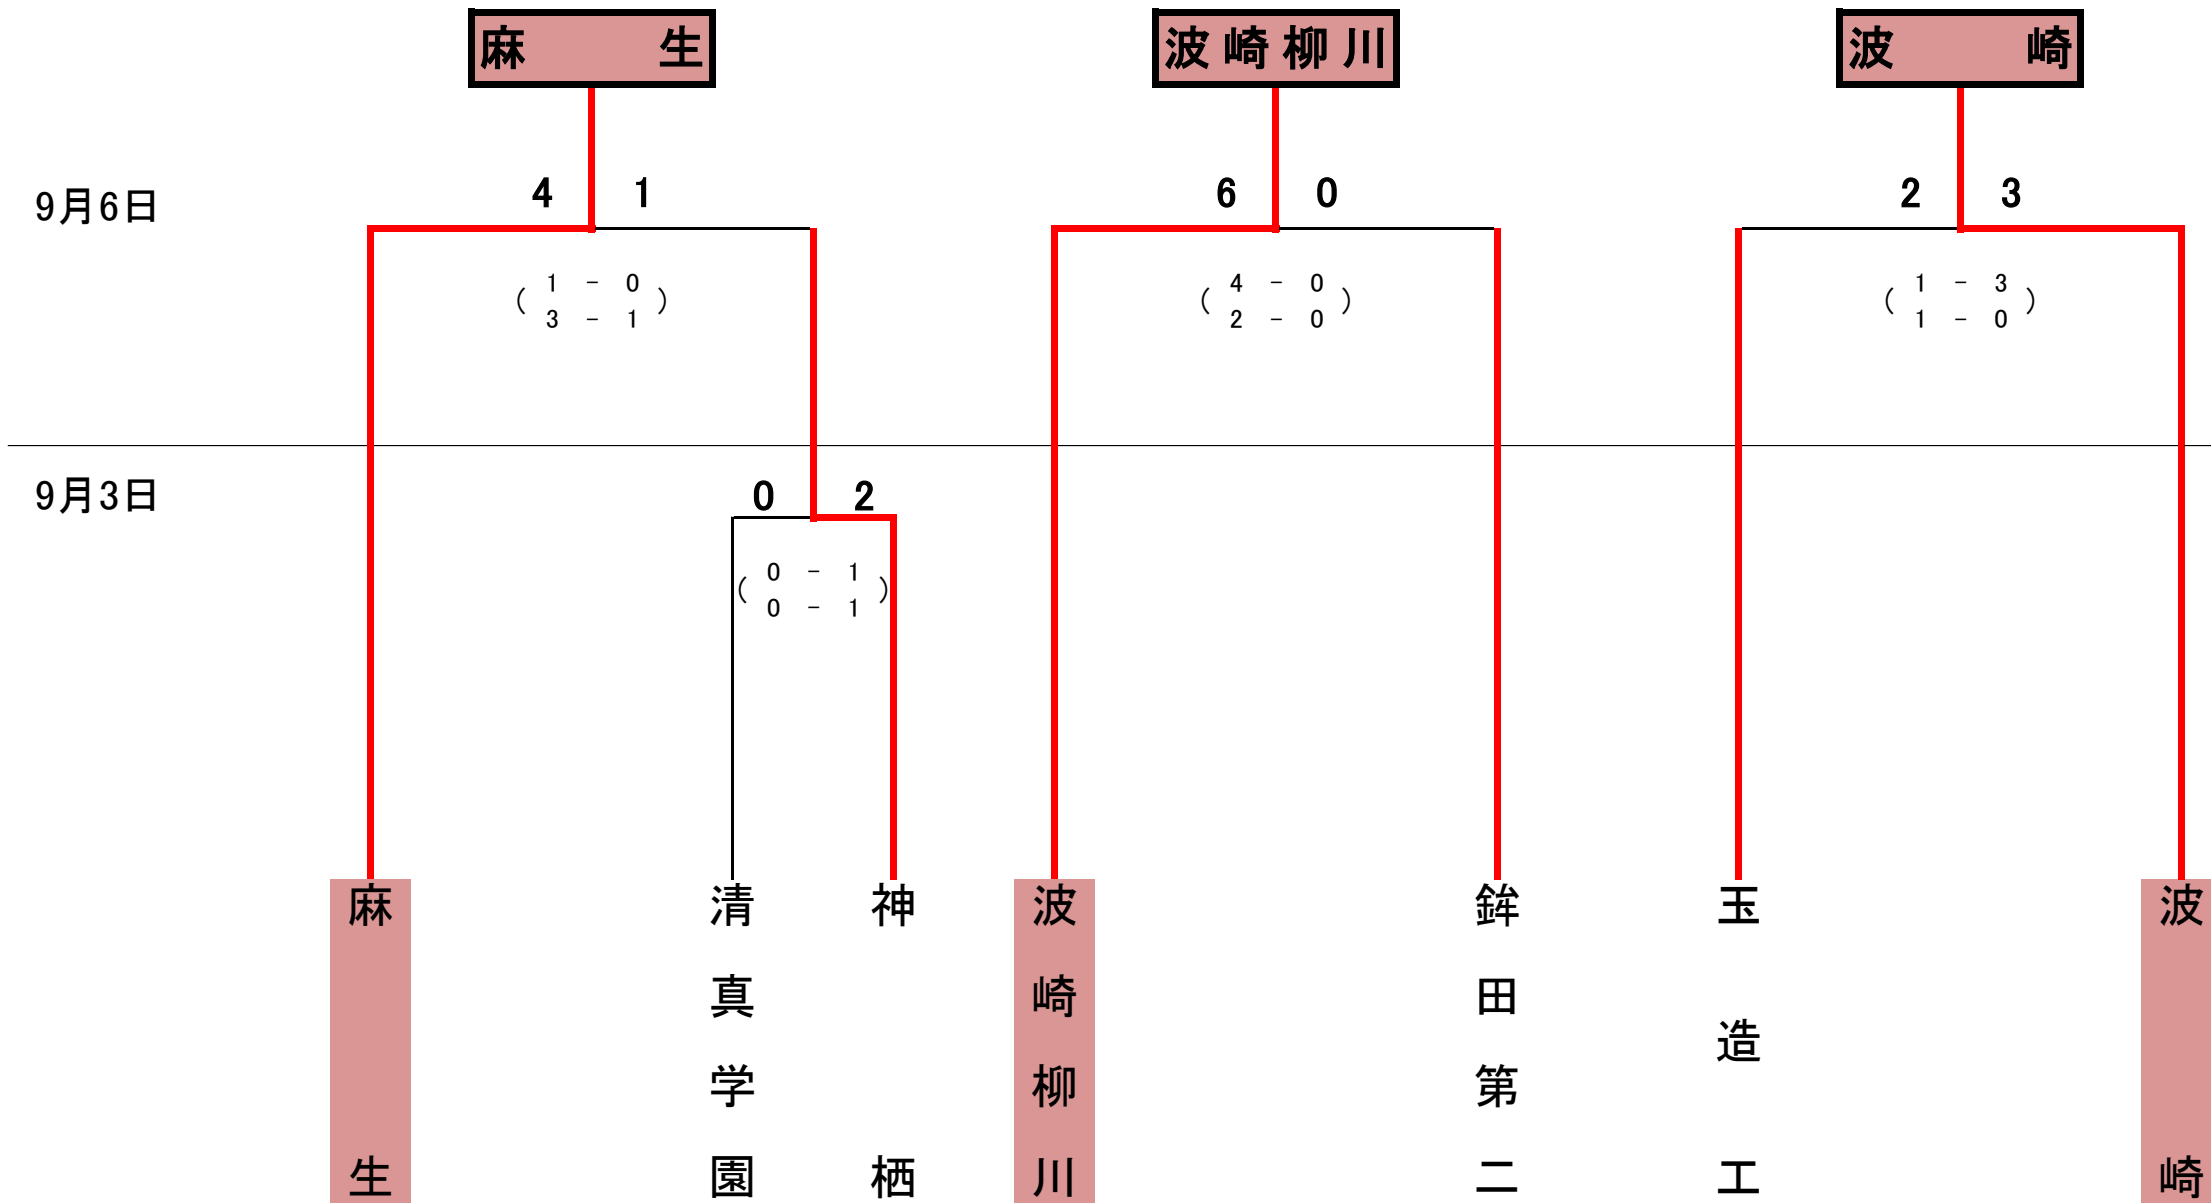 麻生
波崎柳川
波崎
9月6日
4 1
6 0
2 3
( 1 - 0
3 - 1 )
( 4 - 0
2 - 0 )
( 1 - 3
1 - 0 )
9月3日
0 2
( 0 - 1
0 - 1 )
麻生
清真学園
神栖
波崎柳川
鉾田第二
玉造工
波崎